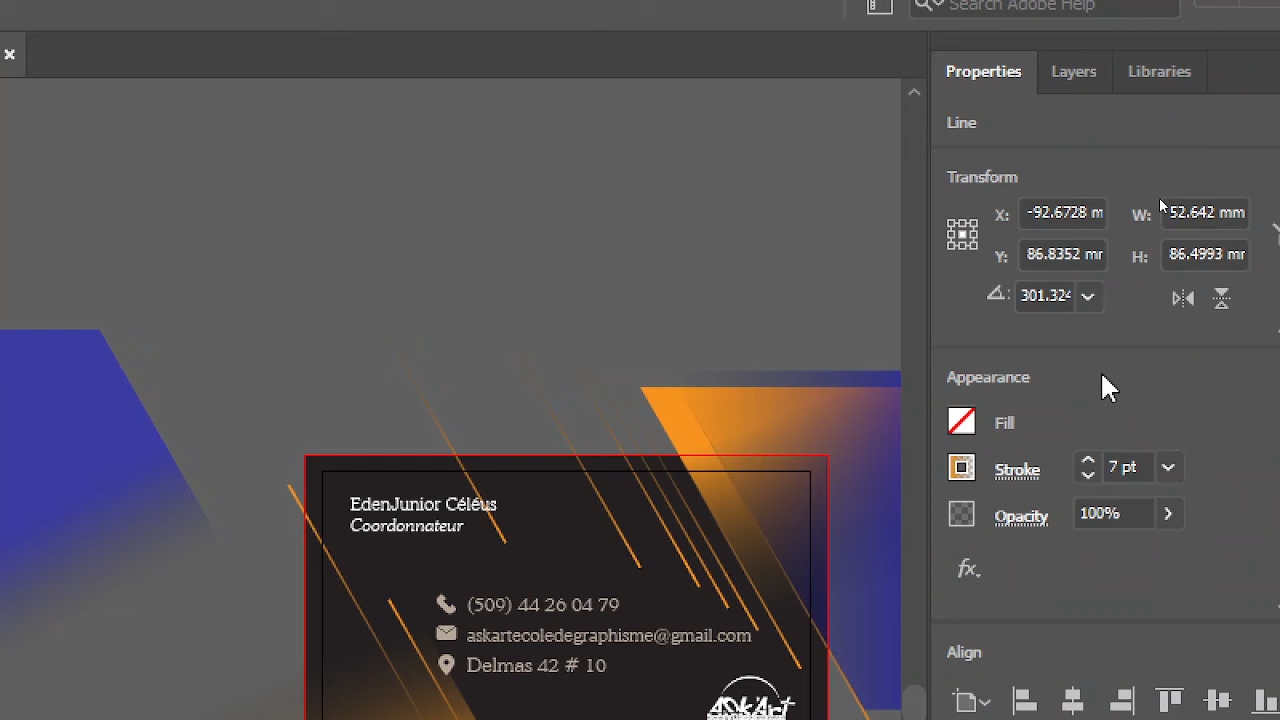 Search Adobe Help
Properties
Layers
Libraries
Line
Transform
X:
-92.6728 m
W:
52.642 mm
Y:
86.8352 mr
H:
86.4993 mr
301.324
Appearance
Fill
Stroke
7 pt
Opacity
100%
fx.
Align
EdenJunior Céléus
Coordonnateur
(509) 44 26 04 79
askartecoledegraphisme@gmail.com
Delmas 42 # 10
ASkArt